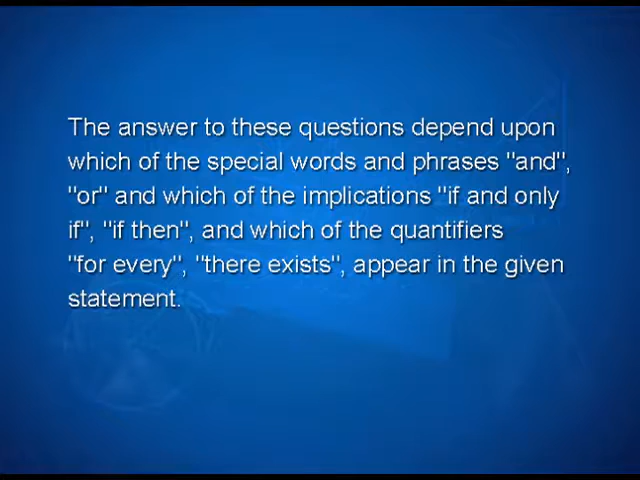 The answer to these questions depend upon
which of the special words and phrases "and",
"or" and which of the implications "if and only
if", "if then", and which of the quantifiers
"for every", "there exists", appear in the given
statement.